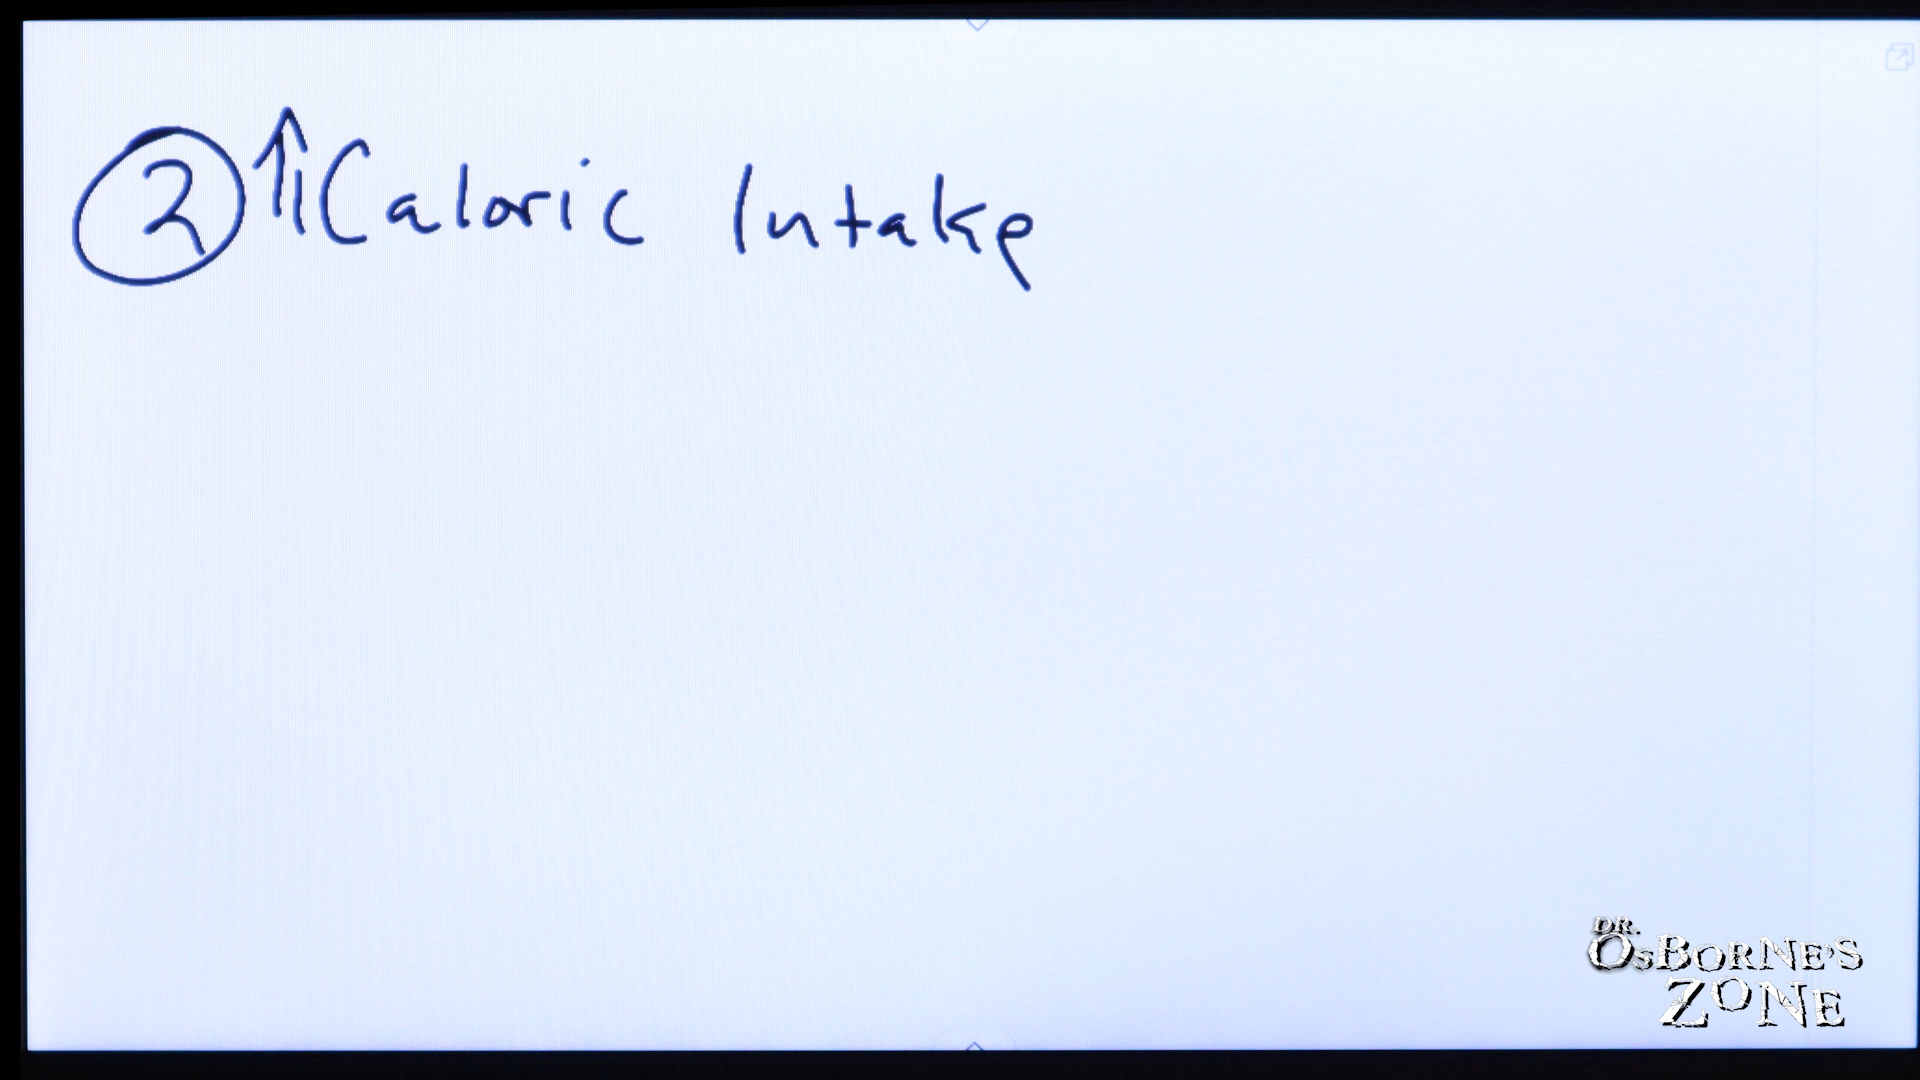 ② ↑Caloric Intake
DR.
OSBORNE'S
ZONE